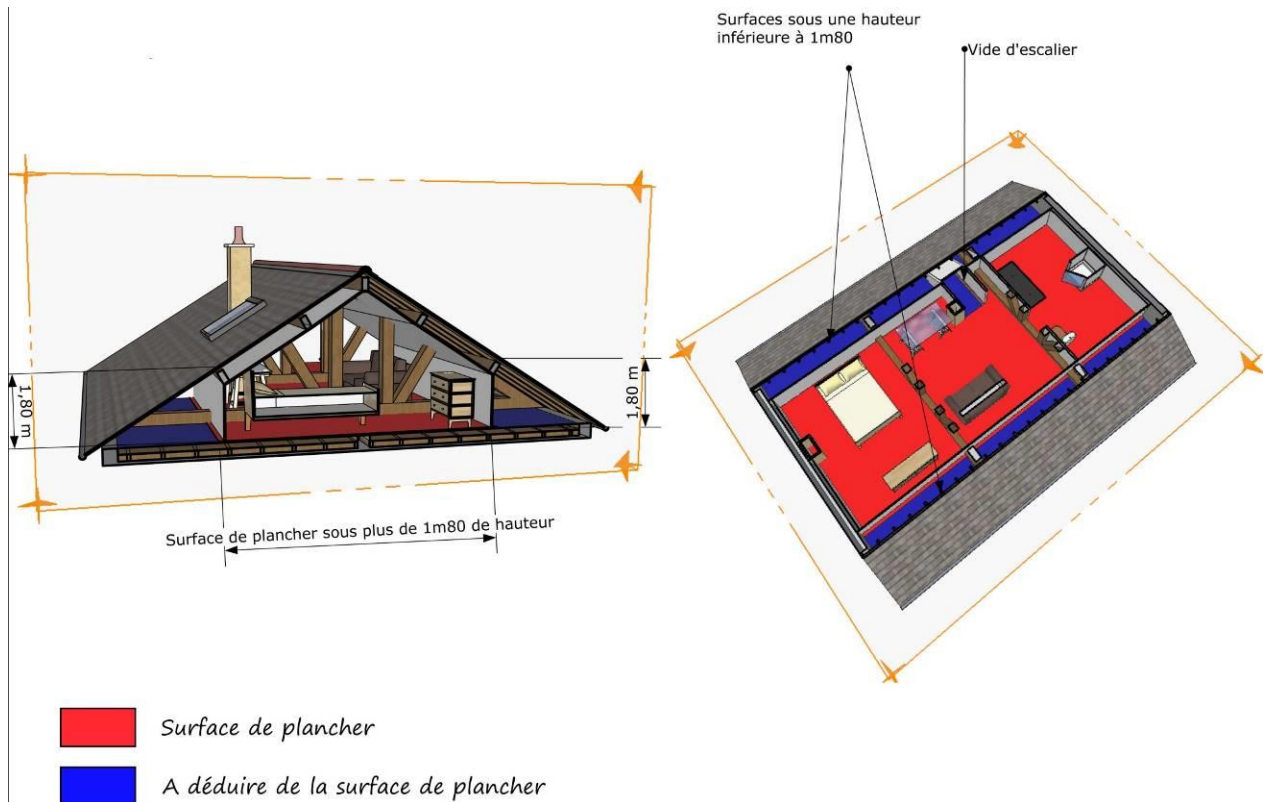 Surfaces sous une hauteur
inférieure à 1m80
Vide d'escalier
1,80 m
1,80 m
Surface de plancher sous plus de 1m80 de hauteur
Surface de plancher
A déduire de la surface de plancher